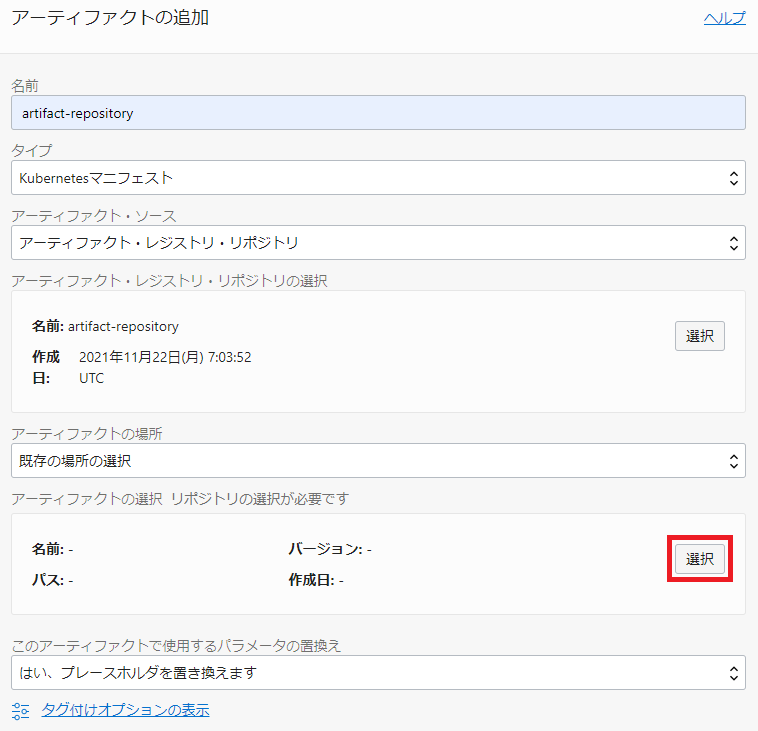 アーティファクトの追加 ヘルプ
名前
artifact-repository
タイプ
Kubernetesマニフェスト
アーティファクト・ソース
アーティファクト・レジストリ・リポジトリ
アーティファクト・レジストリ・リポジトリの選択
名前: artifact-repository
選択
作成 2021年11月22日(月) 7:03:52
日: UTC
アーティファクトの場所
既存の場所の選択
アーティファクトの選択 リポジトリの選択が必要です
名前: - バージョン: -
選択
パス: - 作成日: -
このアーティファクトで使用するパラメータの置換え
はい、プレースホルダを置き換えます
タグ付けオプションの表示